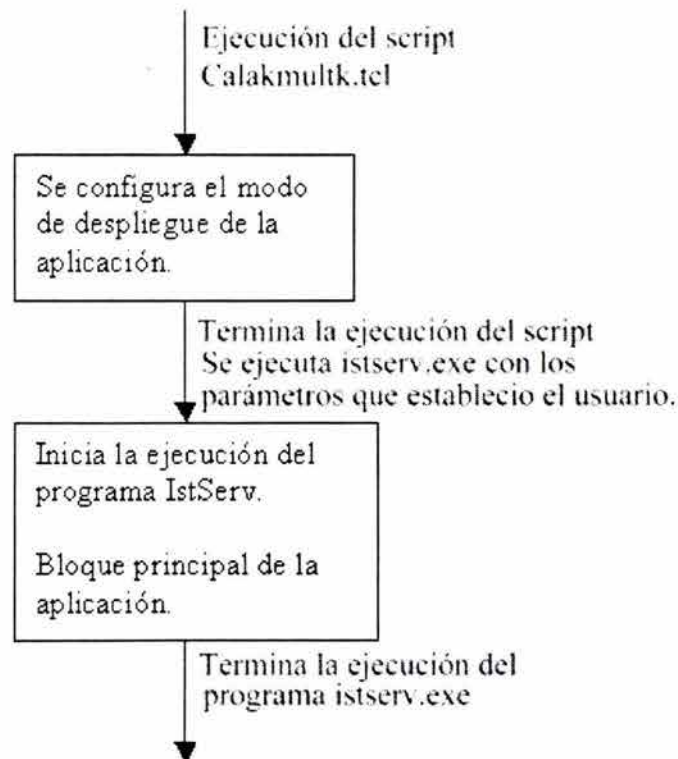 Ejecución del script
Calakmultk.tcl
Se configura el modo
de despliegue de la
aplicación.
Termina la ejecución del script
Se ejecuta istserv.exe con los
parámetros que establecio el usuario.
Inicia la ejecución del
programa IstServ.
Bloque principal de la
aplicación.
Termina la ejecución del
programa istserv.exe